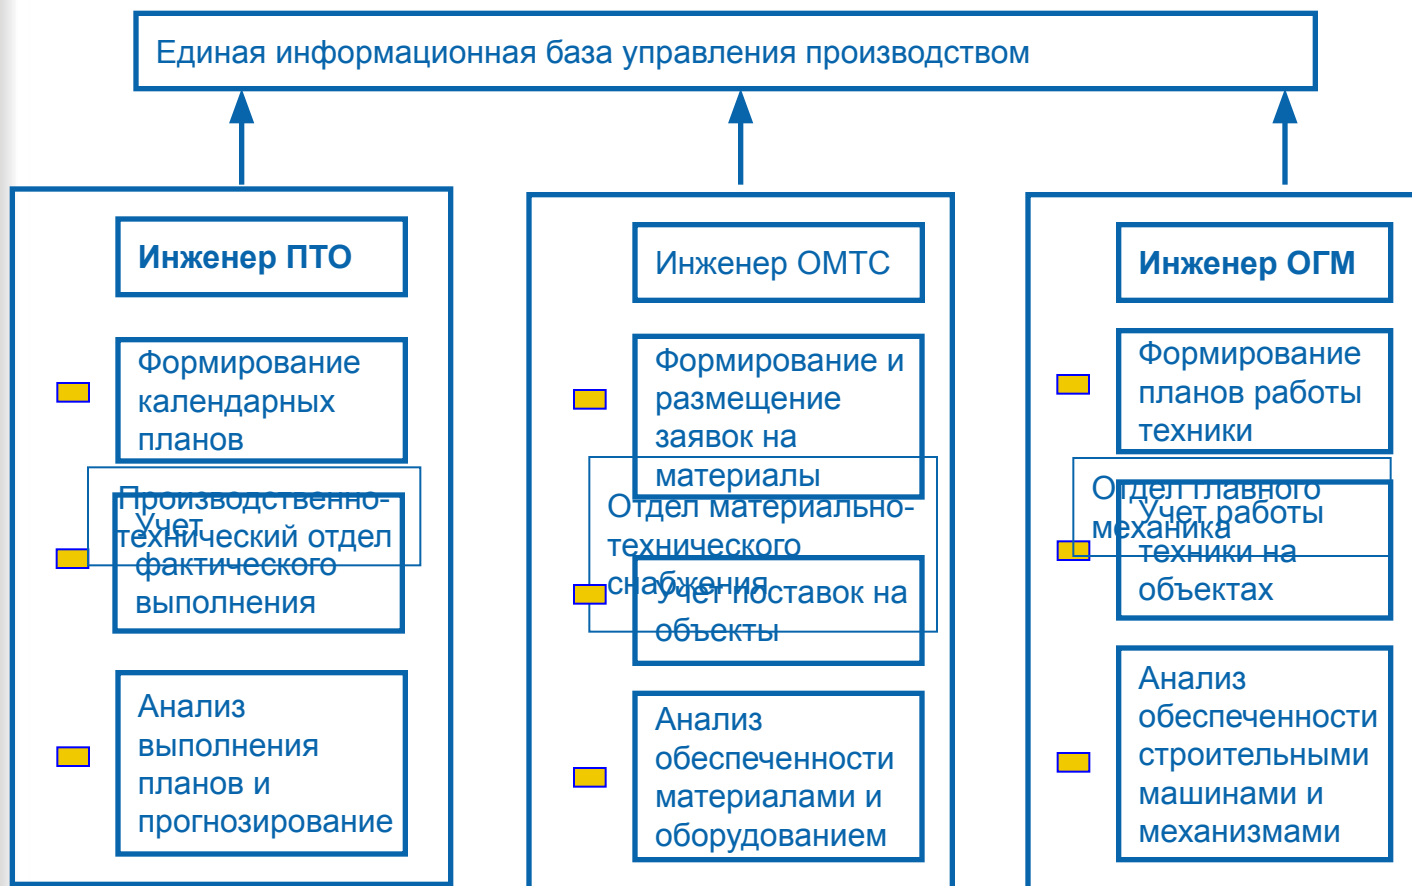 Единая информационная база управления производством
Инженер ПТО
Формирование
календарных
планов
Производственно-
технический отдел
Учет
фактического
выполнения
Анализ
выполнения
планов и
прогнозирование
Инженер ОМТС
Формирование и
размещение
заявок на
материалы
Отдел материально-
технического
снабжения
Учет поставок на
объекты
Анализ
обеспеченности
материалами и
оборудованием
Инженер ОГМ
Формирование
планов работы
техники
Отдел главного
механика
Учет работы
техники на
объектах
Анализ
обеспеченности
строительными
машинами и
механизмами